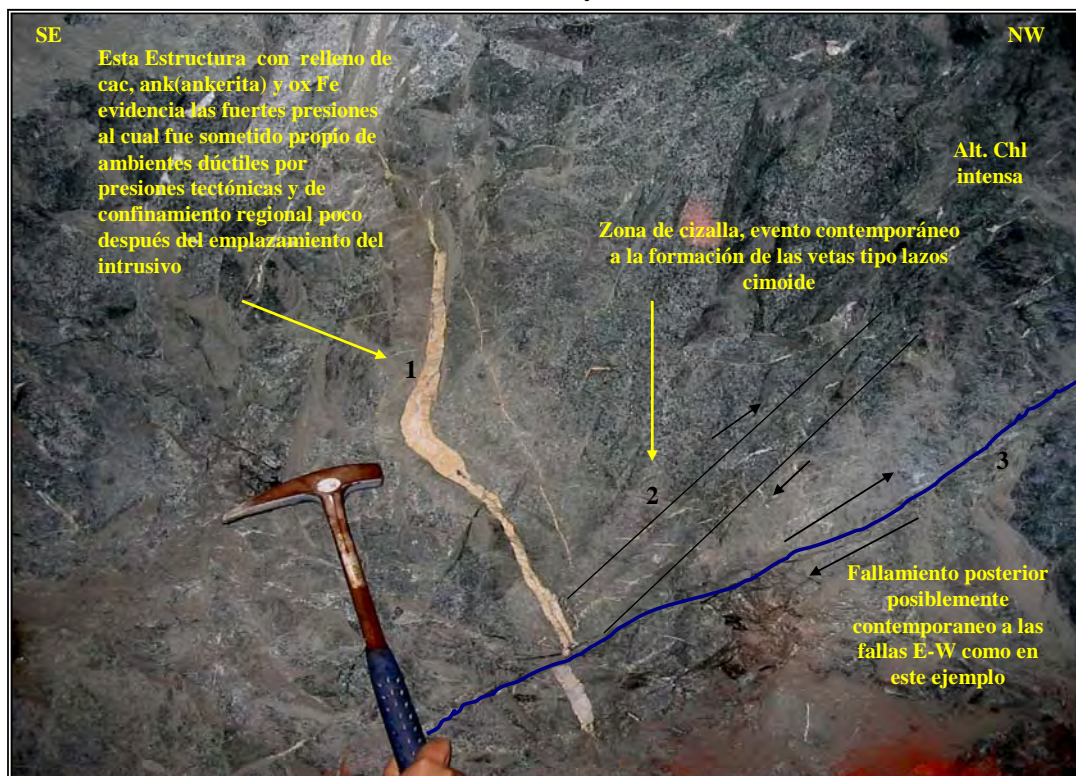 SE
NW
Esta Estructura con relleno de
cac, ank(ankerita) y ox Fe
evidencia las fuertes presiones
al cual fue sometido propio de
ambientes dúctiles por
presiones tectónicas y de
confinamiento regional poco
después del emplazamiento del
intrusivo
Alt. Chl
intensa
Zona de cizalla, evento contemporáneo
a la formación de las vetas tipo lazos
cimoide
1
2
3
Fallamiento posterior
posiblemente
contemporaneo a las
fallas E-W como en
este ejemplo